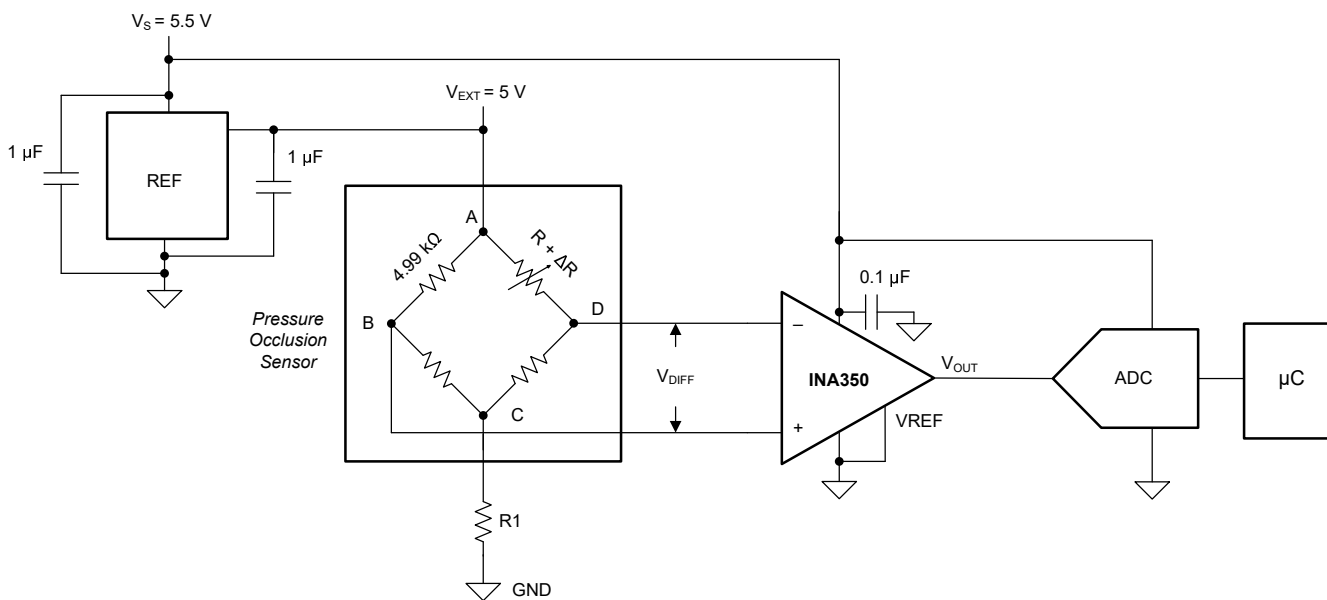 V_S = 5.5 V
V_EXT = 5 V
1 µF
REF
1 µF
A
4.99 kΩ
R + ΔR
0.1 µF
B
D
Pressure
Occlusion
Sensor
V_DIFF
–
INA350
V_OUT
ADC
µC
C
+
VREF
R1
GND